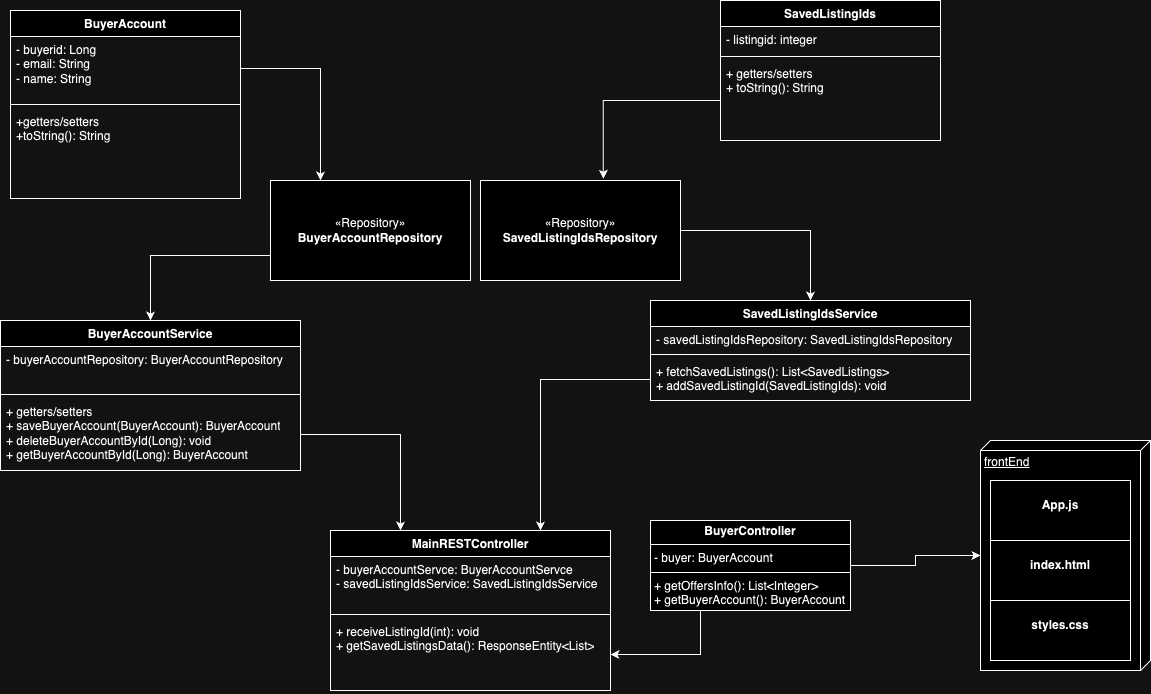 BuyerAccount
- buyerid: Long
- email: String
- name: String
+getters/setters
+toString(): String
SavedListingIds
- listingid: integer
+ getters/setters
+ toString(): String
«Repository»
BuyerAccountRepository
«Repository»
SavedListingIdsRepository
BuyerAccountService
- buyerAccountRepository: BuyerAccountRepository
+ getters/setters
+ saveBuyerAccount(BuyerAccount): BuyerAccount
+ deleteBuyerAccountById(Long): void
+ getBuyerAccountById(Long): BuyerAccount
SavedListingIdsService
- savedListingIdsRepository: SavedListingIdsRepository
+ fetchSavedListings(): List<SavedListings>
+ addSavedListingId(SavedListingIds): void
MainRESTController
- buyerAccountServce: BuyerAccountServce
- savedListingIdsService: SavedListingIdsService
+ receiveListingId(int): void
+ getSavedListingsData(): ResponseEntity<List>
BuyerController
- buyer: BuyerAccount
+ getOffersInfo(): List<Integer>
+ getBuyerAccount(): BuyerAccount
frontEnd
App.js
index.html
styles.css